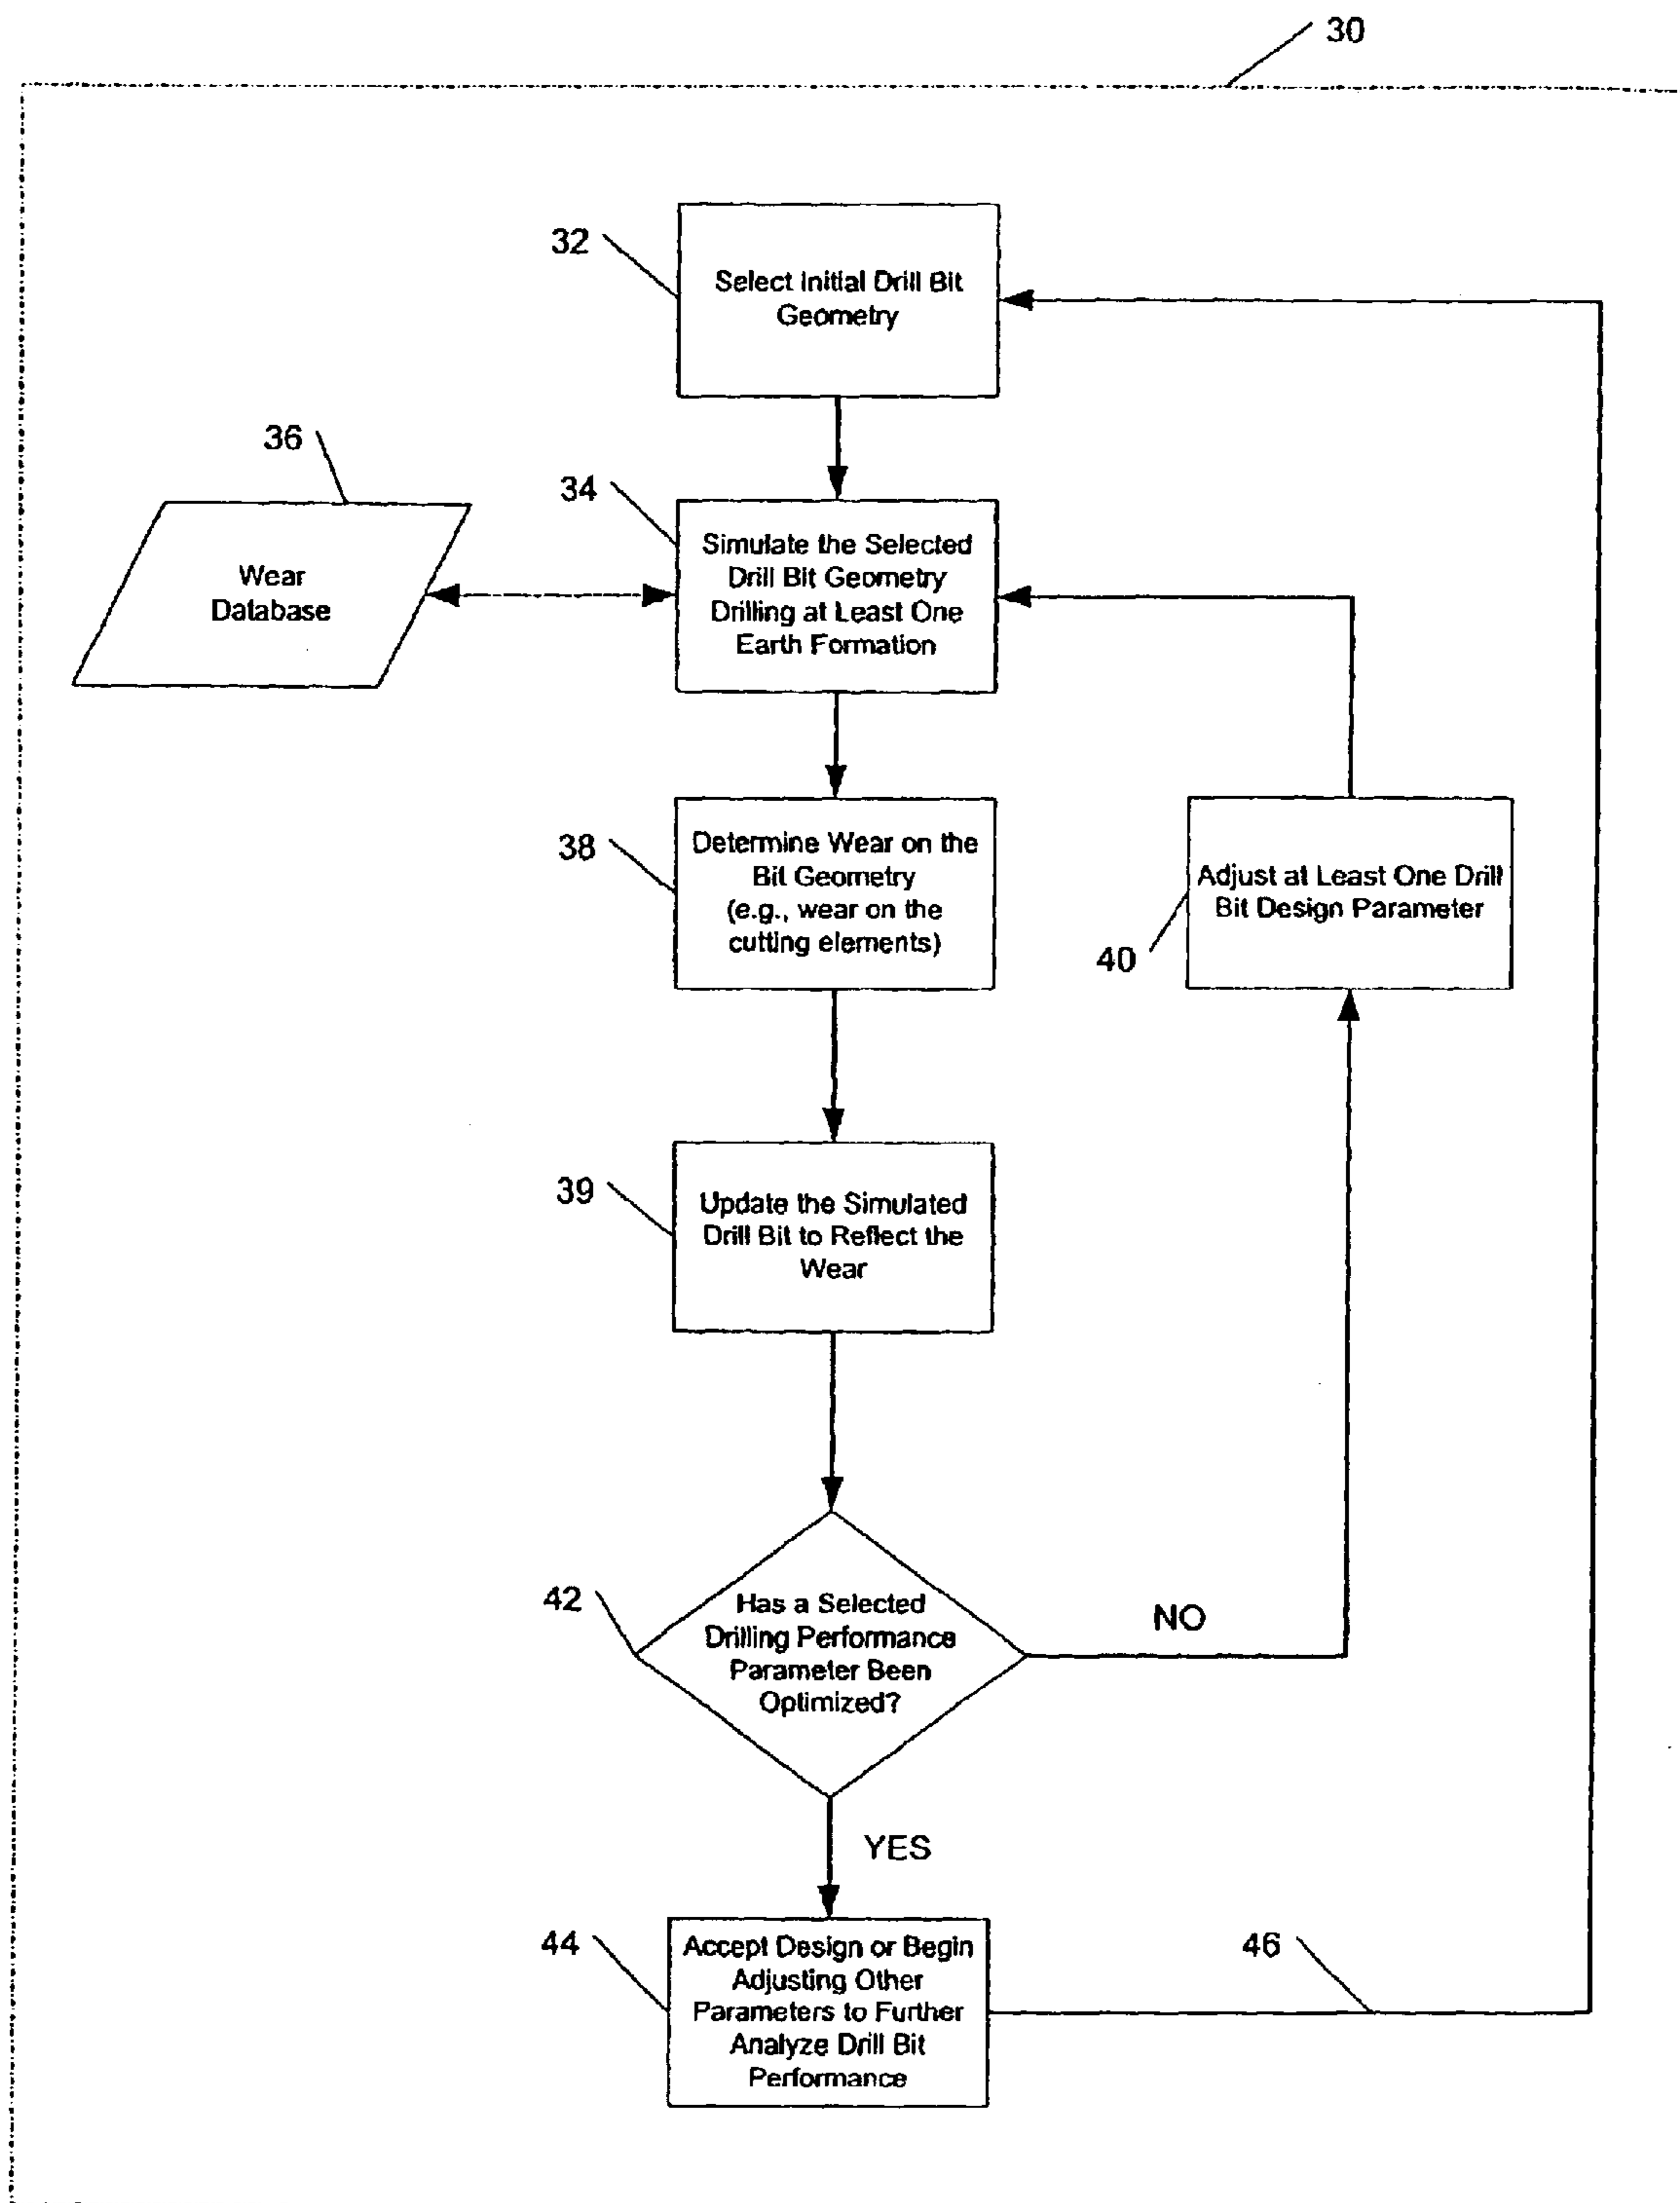 30
32
Select Initial Drill Bit
Geometry
36
34
Wear
Database
Simulate the Selected
Drill Bit Geometry
Drilling at Least One
Earth Formation
38
Determine Wear on the
Bit Geometry
(e.g., wear on the
cutting elements)
Adjust at Least One Drill
Bit Design Parameter
40
39
Update the Simulated
Drill Bit to Reflect the
Wear
42
Has a Selected
Drilling Performance
Parameter Been
Optimized?
NO
YES
44
Accept Design or Begin
Adjusting Other
Parameters to Further
Analyze Drill Bit
Performance
46